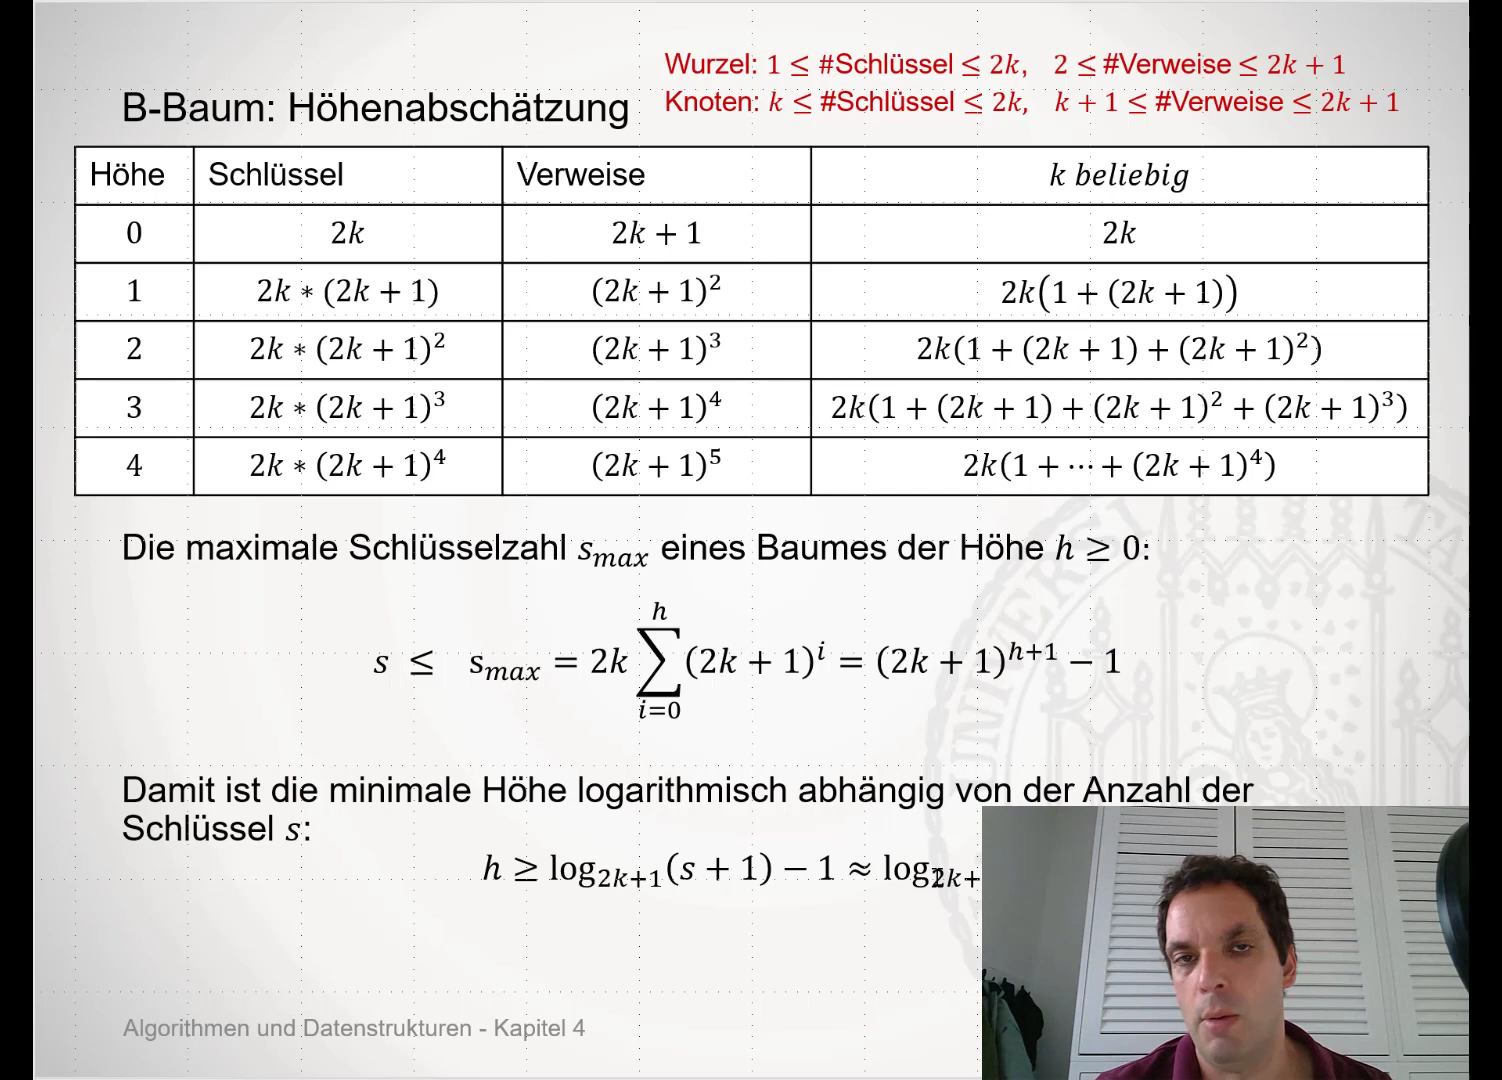 Wurzel: 1 ≤ #Schlüssel ≤ 2k, 2 ≤ #Verweise ≤ 2k + 1
B-Baum: Höhenabschätzung
Knoten: k ≤ #Schlüssel ≤ 2k, k + 1 ≤ #Verweise ≤ 2k + 1
Höhe Schlüssel Verweise k beliebig
0 2k 2k + 1 2k
1 2k ∗ (2k + 1) (2k + 1)² 2k(1 + (2k + 1))
2 2k ∗ (2k + 1)² (2k + 1)³ 2k(1 + (2k + 1) + (2k + 1)²)
3 2k ∗ (2k + 1)³ (2k + 1)⁴ 2k(1 + (2k + 1) + (2k + 1)² + (2k + 1)³)
4 2k ∗ (2k + 1)⁴ (2k + 1)⁵ 2k(1 + ⋯ + (2k + 1)⁴)
Die maximale Schlüsselzahl s_max eines Baumes der Höhe h ≥ 0:
s ≤ s_max = 2k ∑_{i=0}^{h} (2k + 1)^i = (2k + 1)^{h+1} − 1
Damit ist die minimale Höhe logarithmisch abhängig von der Anzahl der
Schlüssel s:
h ≥ log_{2k+1}(s + 1) − 1 ≈ log_{2k+
Algorithmen und Datenstrukturen - Kapitel 4